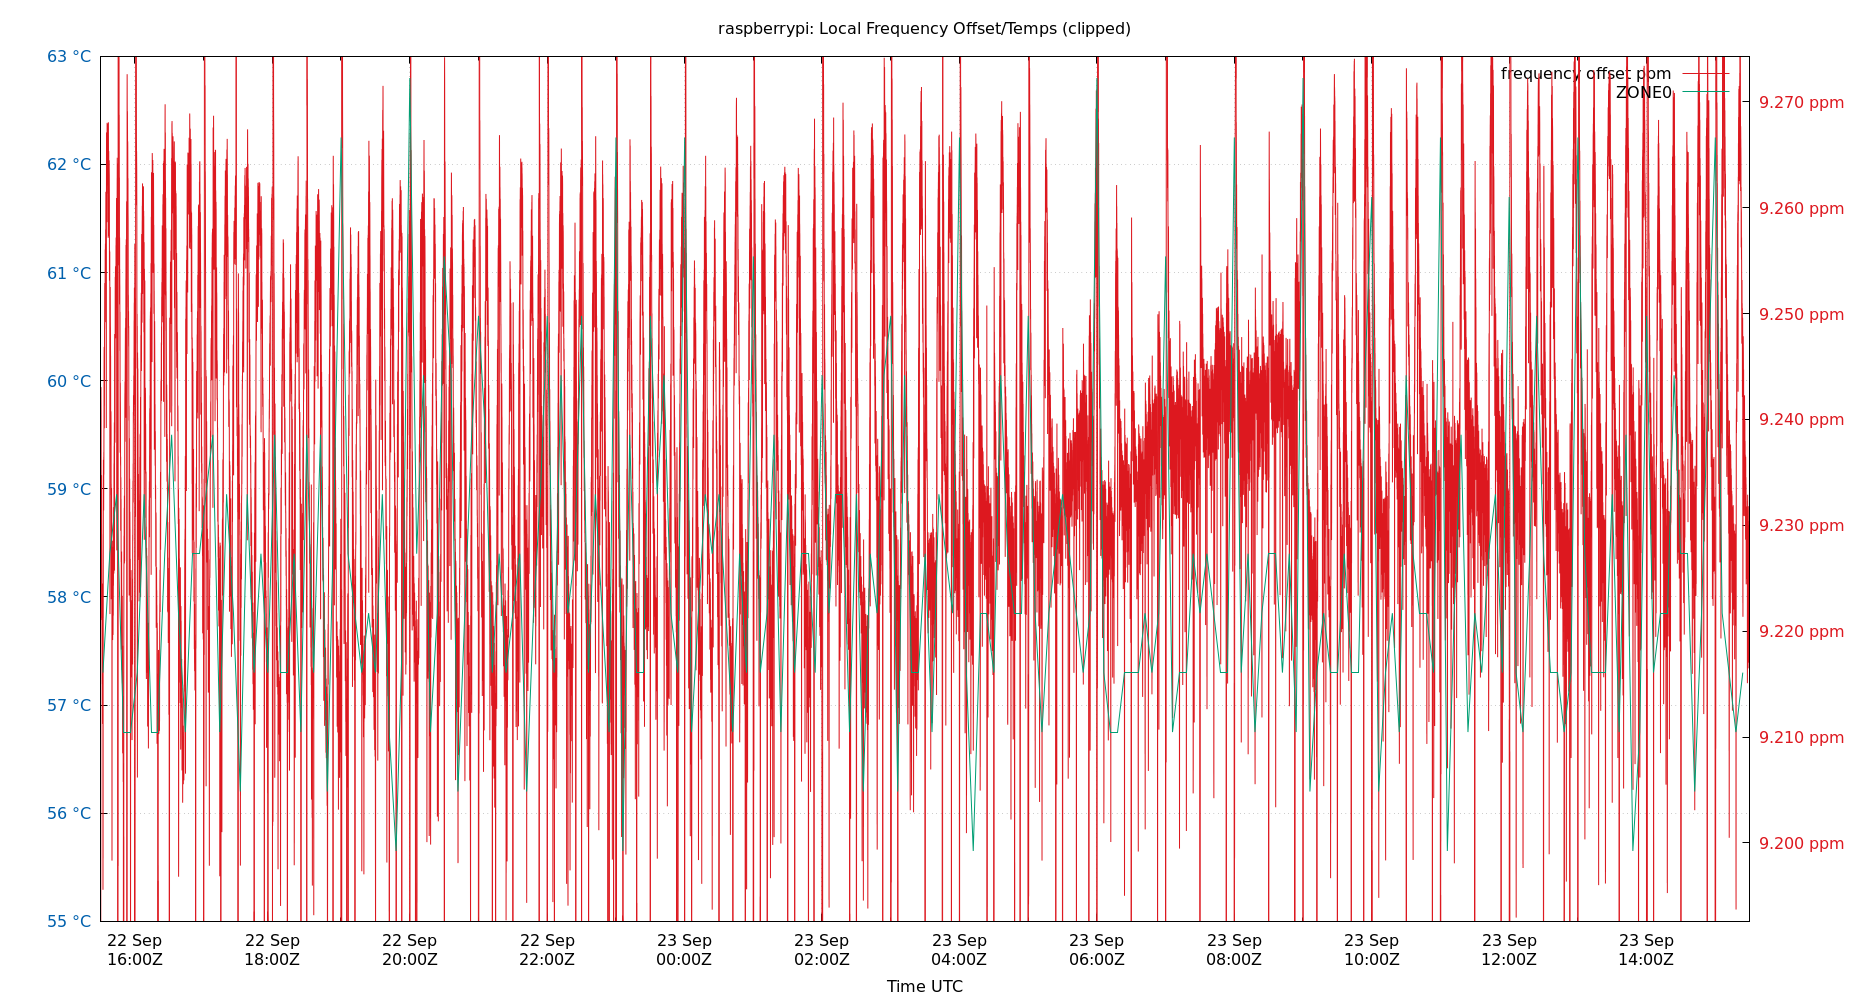 raspberrypi: Local Frequency Offset/Temps (clipped)
63 °C
62 °C
61 °C
60 °C
59 °C
58 °C
57 °C
56 °C
55 °C
frequency offset ppm
ZONE0
9.270 ppm
9.260 ppm
9.250 ppm
9.240 ppm
9.230 ppm
9.220 ppm
9.210 ppm
9.200 ppm
22 Sep
16:00Z
22 Sep
18:00Z
22 Sep
20:00Z
22 Sep
22:00Z
23 Sep
00:00Z
23 Sep
02:00Z
23 Sep
04:00Z
23 Sep
06:00Z
23 Sep
08:00Z
23 Sep
10:00Z
23 Sep
12:00Z
23 Sep
14:00Z
Time UTC